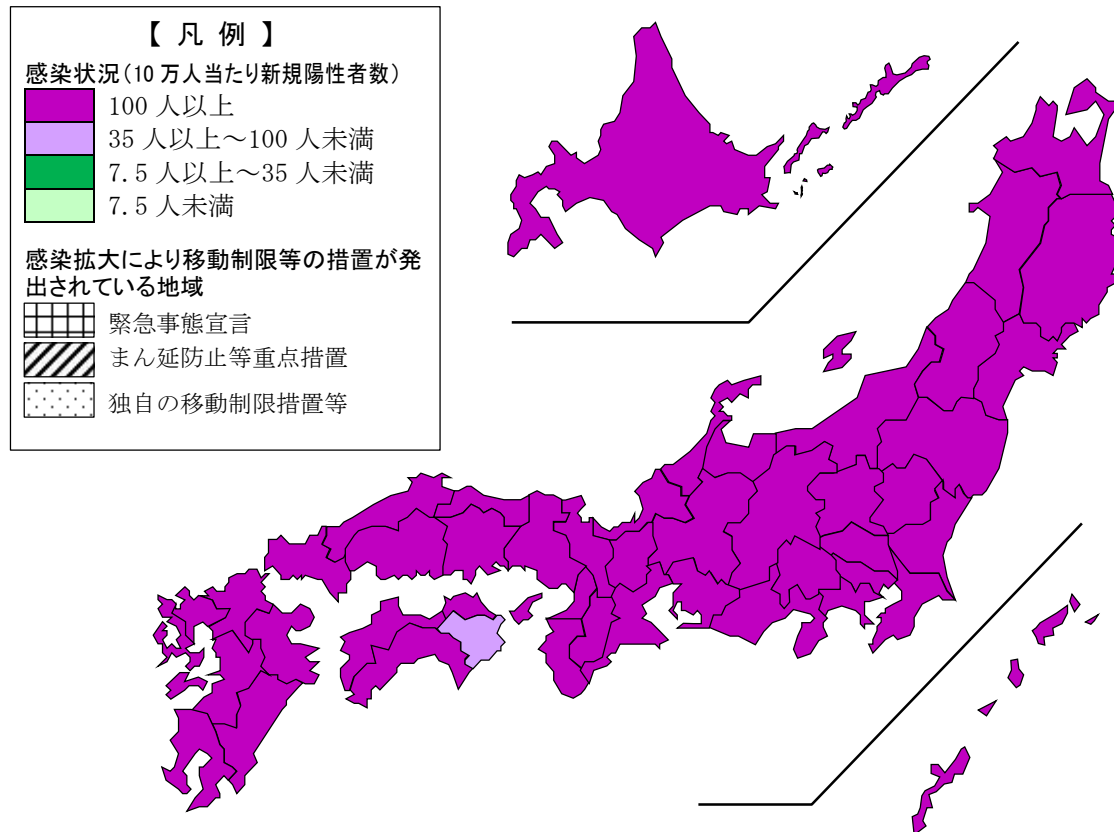 【 凡 例 】
感染状況(10万人当たり新規陽性者数)
100 人以上
35 人以上～100 人未満
7.5 人以上～35 人未満
7.5 人未満
感染拡大により移動制限等の措置が発
出されている地域
緊急事態宣言
まん延防止等重点措置
独自の移動制限措置等